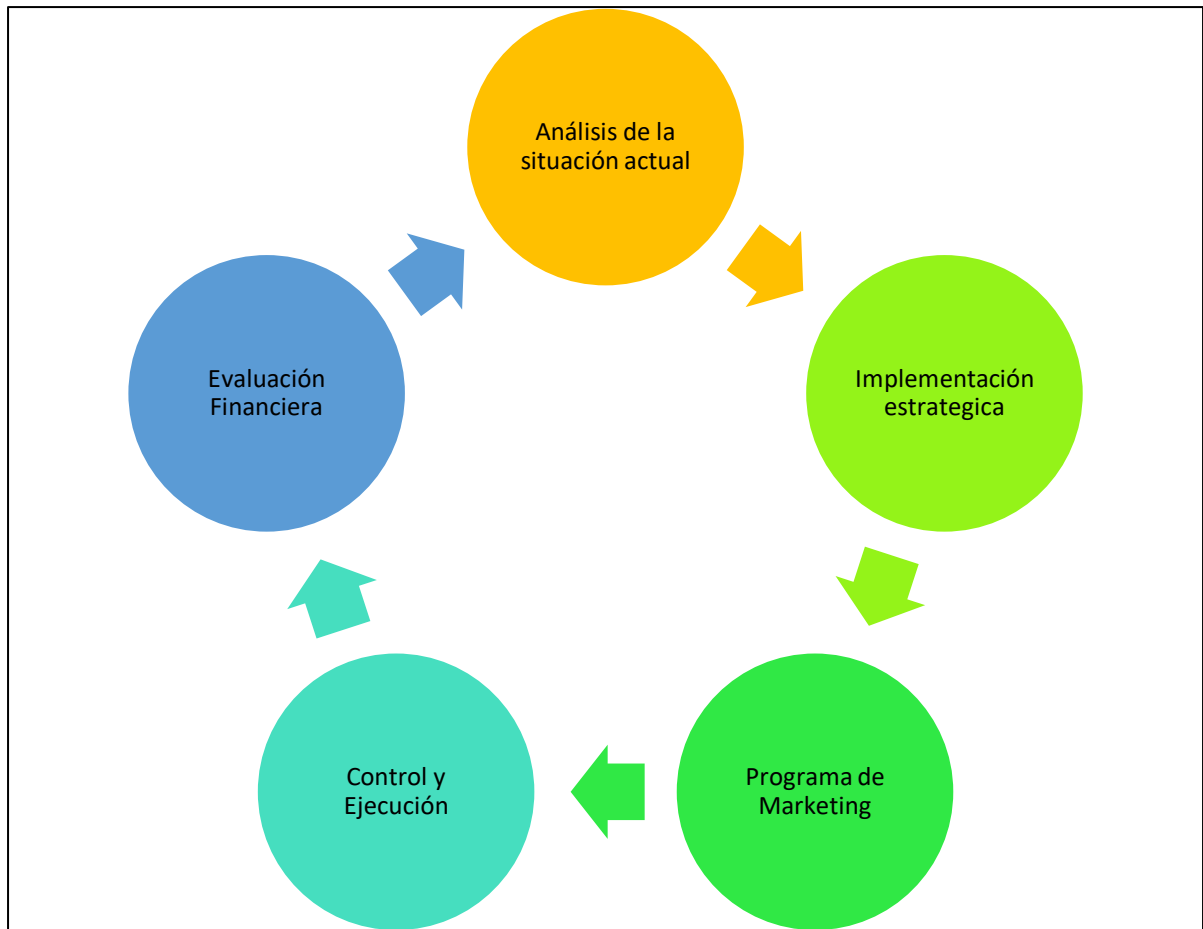 Análisis de la
situación actual
Implementación
estrategica
Programa de
Marketing
Control y
Ejecución
Evaluación
Financiera